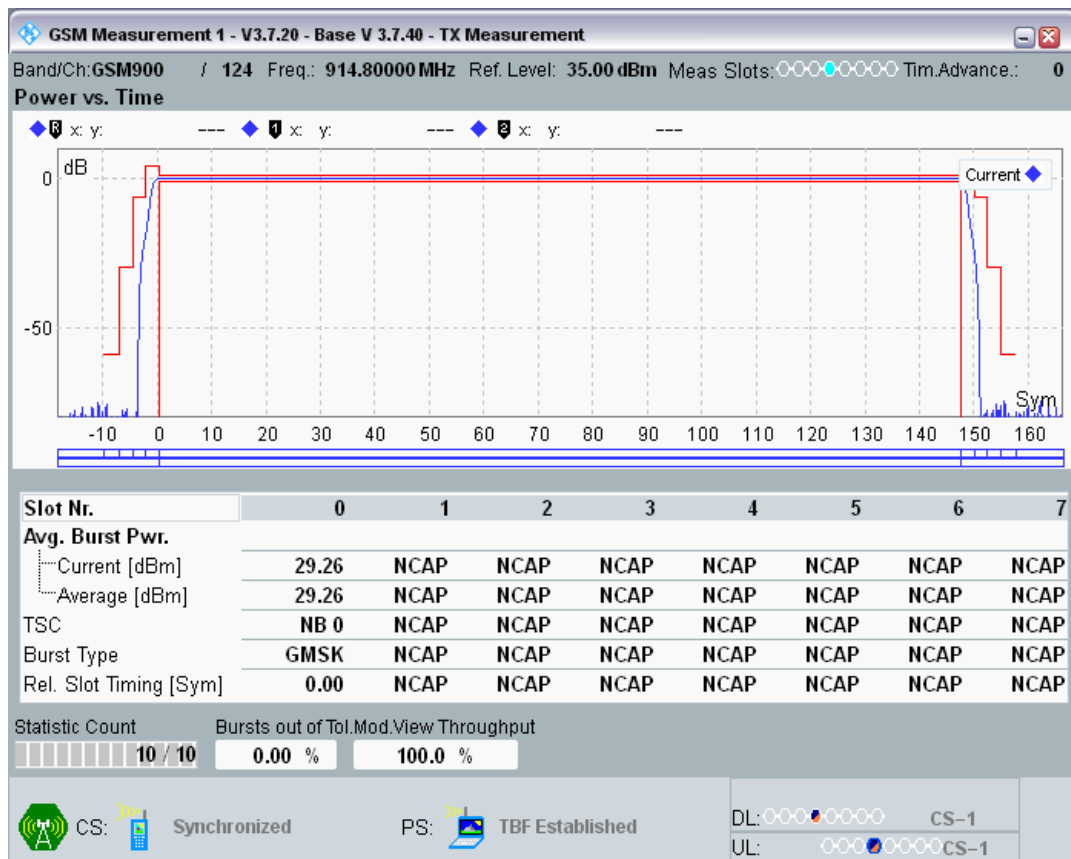 GSM Measurement 1 - V3.7.20 - Base V 3.7.40 - TX Measurement
Band/Ch:GSM900 / 124 Freq.: 914.80000 MHz Ref. Level: 35.00 dBm Meas Slots: Tim.Advance.: 0
Power vs. Time
R x: y: --- 1 x: y: --- 2 x: y: ---
dB
0
Current
-50
Sym
-10 0 10 20 30 40 50 60 70 80 90 100 110 120 130 140 150 160
Slot Nr. 0 1 2 3 4 5 6 7
Avg. Burst Pwr.
Current [dBm] 29.26 NCAP NCAP NCAP NCAP NCAP NCAP NCAP
Average [dBm] 29.26 NCAP NCAP NCAP NCAP NCAP NCAP NCAP
TSC NB 0 NCAP NCAP NCAP NCAP NCAP NCAP NCAP
Burst Type GMSK NCAP NCAP NCAP NCAP NCAP NCAP NCAP
Rel. Slot Timing [Sym] 0.00 NCAP NCAP NCAP NCAP NCAP NCAP NCAP
Statistic Count Bursts out of Tol.Mod.View Throughput
10 / 10 0.00 % 100.0 %
CS: Synchronized PS: TBF Established
DL: CS-1
UL: CS-1